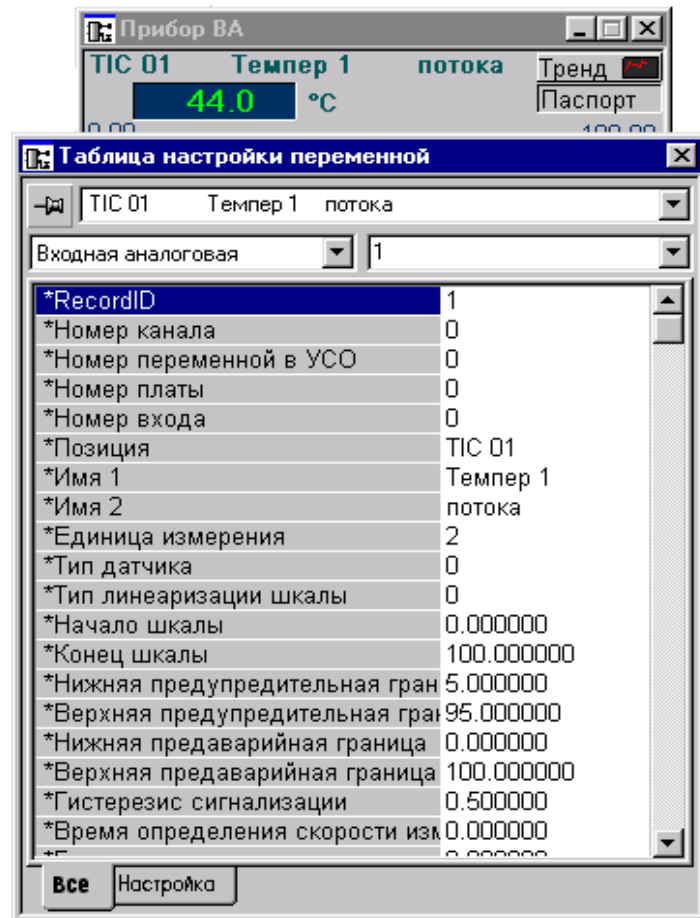 Прибор ВА
TIC 01 Темпер 1 потока Тренд
44.0 °C Паспорт
0.00 100.00
Таблица настройки переменной
TIC 01 Темпер 1 потока
Входная аналоговая 1
*RecordID 1
*Номер канала 0
*Номер переменной в УСО 0
*Номер платы 0
*Номер входа 0
*Позиция TIC 01
*Имя 1 Темпер 1
*Имя 2 потока
*Единица измерения 2
*Тип датчика 0
*Тип линеаризации шкалы 0
*Начало шкалы 0.000000
*Конец шкалы 100.000000
*Нижняя предупредительная гран 5.000000
*Верхняя предупредительная гран 95.000000
*Нижняя предаварийная граница 0.000000
*Верхняя предаварийная граница 100.000000
*Гистерезис сигнализации 0.500000
*Время определения скорости изм 0.000000
Все Настройка